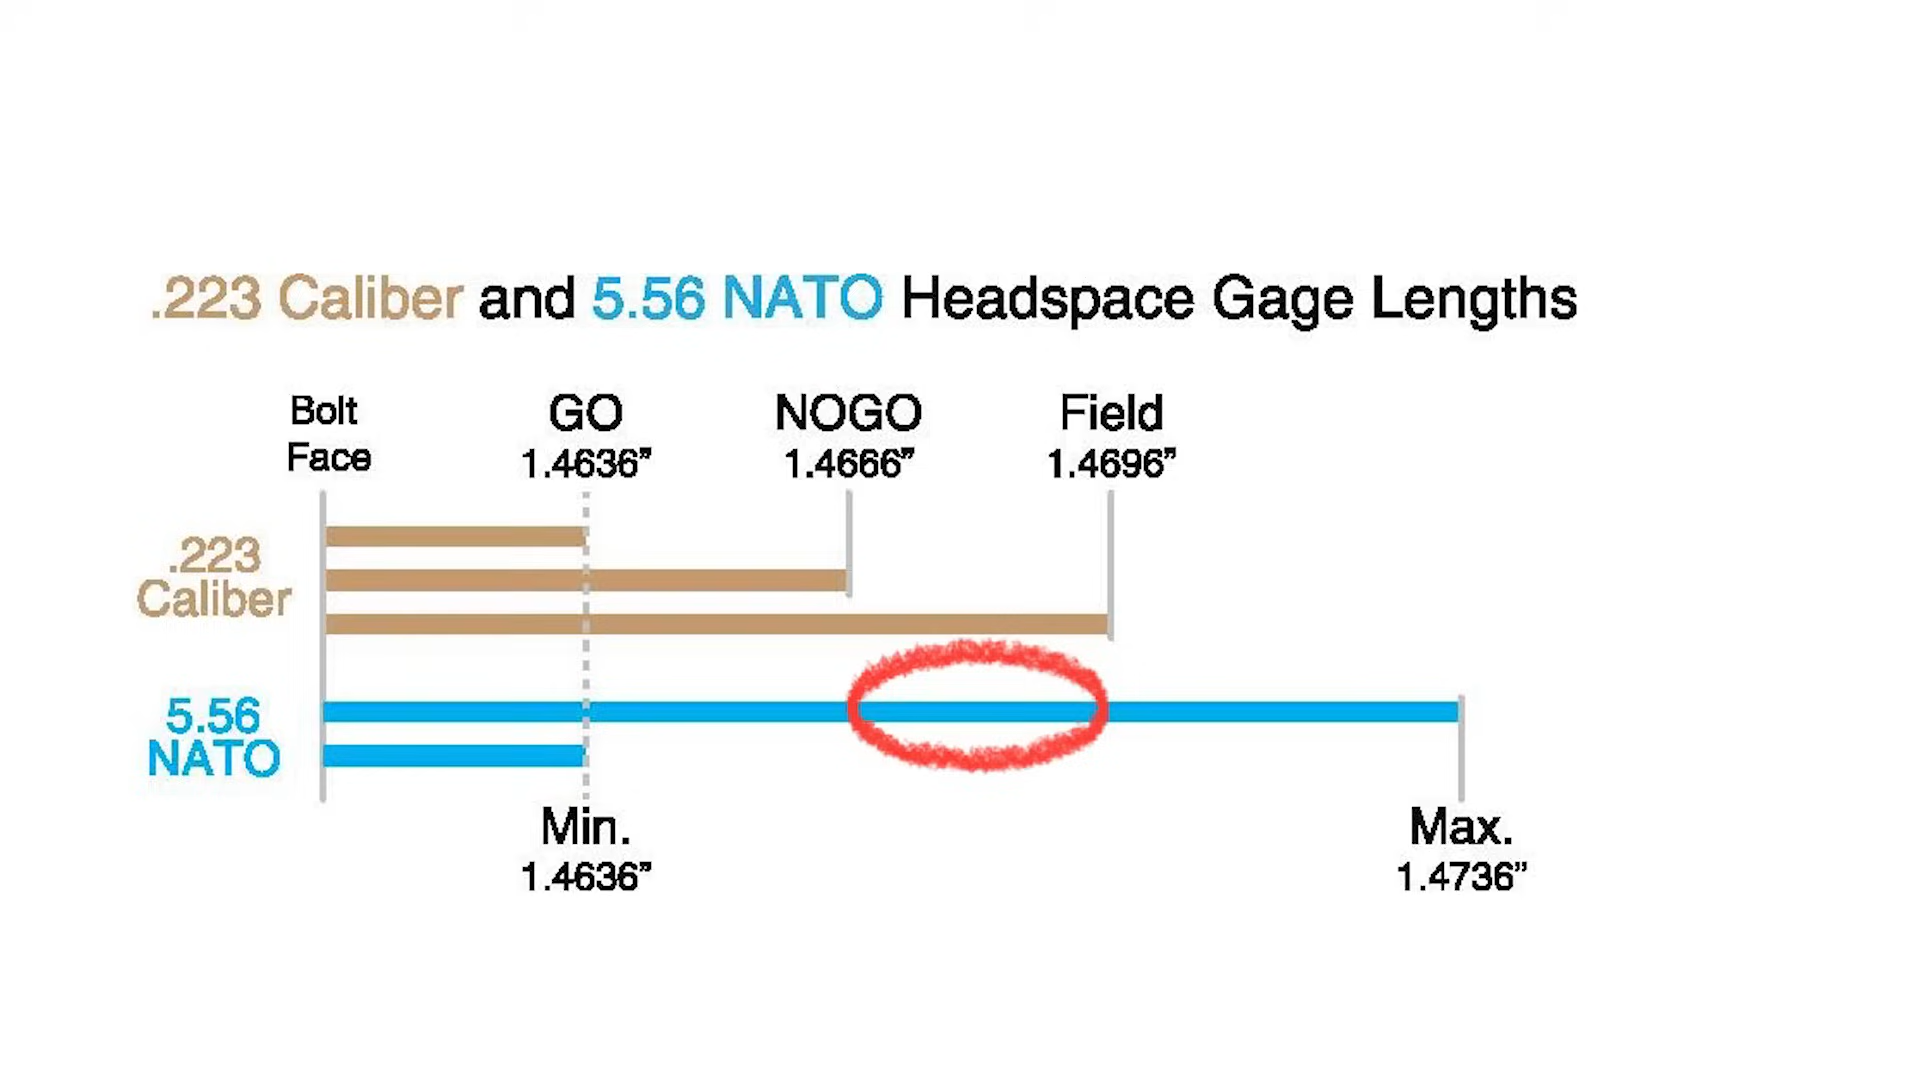 .223 Caliber and 5.56 NATO Headspace Gage Lengths
Bolt
Face
GO
1.4636”
NOGO
1.4666”
Field
1.4696”
.223
Caliber
5.56
NATO
Min.
1.4636”
Max.
1.4736”